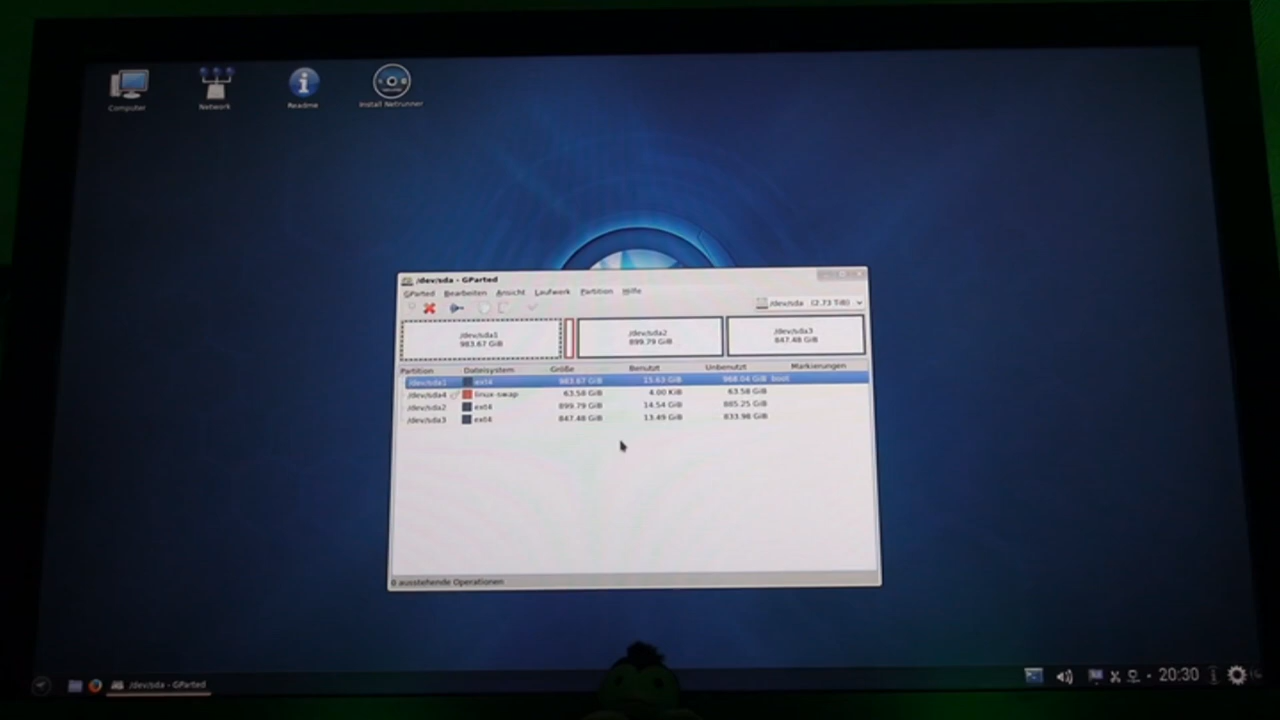 Computer
Network
Readme
Install Netrunner
/dev/sda - GParted
GParted Bearbeiten Ansicht Laufwerk Partition Hilfe
/dev/sda (2.73 TiB)
/dev/sda1
983.67 GiB
/dev/sda2
899.79 GiB
/dev/sda3
847.48 GiB
Partition Dateisystem Größe Benutzt Unbenutzt Markierungen
/dev/sda1 ext4 983.67 GiB 15.63 GiB 968.04 GiB boot
/dev/sda4 linux-swap 63.58 GiB 4.00 KiB 63.58 GiB
/dev/sda2 ext4 899.79 GiB 14.54 GiB 885.25 GiB
/dev/sda3 ext4 847.48 GiB 13.49 GiB 833.98 GiB
0 ausstehende Operationen
/dev/sda - GParted
20:30